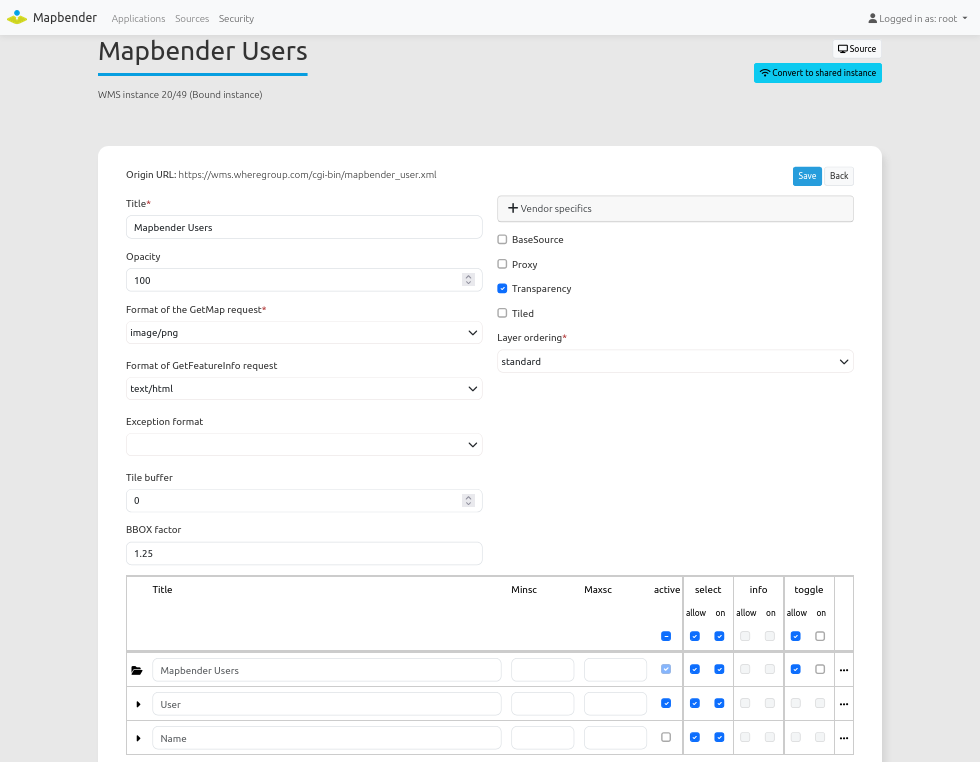 Mapbender Applications Sources Security Logged in as: root
Mapbender Users
Source
Convert to shared instance
WMS instance 20/49 (Bound instance)
Origin URL: https://wms.wheregroup.com/cgi-bin/mapbender_user.xml
Save Back
Title*
Mapbender Users
Opacity
100
Format of the GetMap request*
image/png
Format of GetFeatureInfo request
text/html
Exception format
Tile buffer
0
BBOX factor
1.25
+ Vendor specifics
BaseSource
Proxy
Transparency
Tiled
Layer ordering*
standard
Title Minsc Maxsc active select info toggle
allow on allow on allow on
Mapbender Users ...
User ...
Name ...